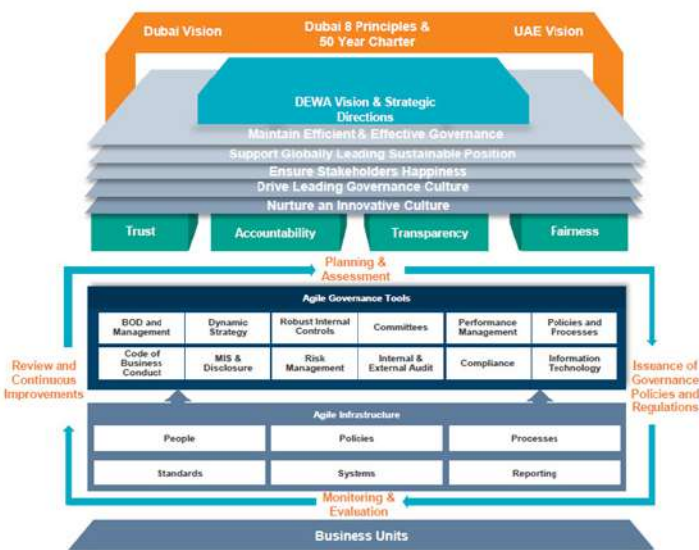 Dubai Vision
Dubai 8 Principles &
50 Year Charter
UAE Vision
DEWA Vision & Strategic
Directions
Maintain Efficient & Effective Governance
Support Globally Leading Sustainable Position
Ensure Stakeholders Happiness
Drive Leading Governance Culture
Nurture an Innovative Culture
Trust
Accountability
Transparency
Fairness
Planning &
Assessment
Agile Governance Tools
BOD and
Management
Dynamic
Strategy
Robust Internal
Controls
Committees
Performance
Management
Policies and
Processes
Code of
Business
Conduct
MIS &
Disclosure
Risk
Management
Internal &
External Audit
Compliance
Information
Technology
Review and
Continuous
Improvements
Issuance of
Governance
Policies and
Regulations
Agile Infrastructure
People
Policies
Processes
Standards
Systems
Reporting
Monitoring &
Evaluation
Business Units